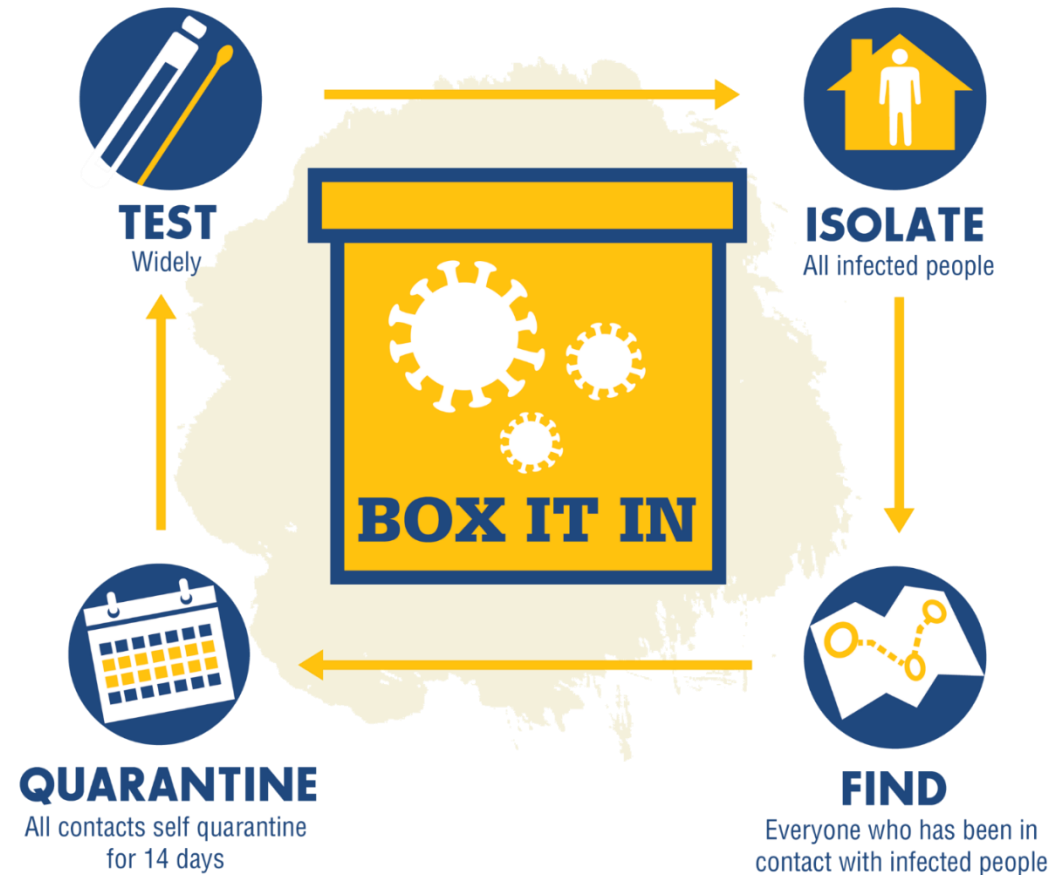 TEST
Widely
ISOLATE
All infected people
BOX IT IN
QUARANTINE
All contacts self quarantine
for 14 days
FIND
Everyone who has been in
contact with infected people